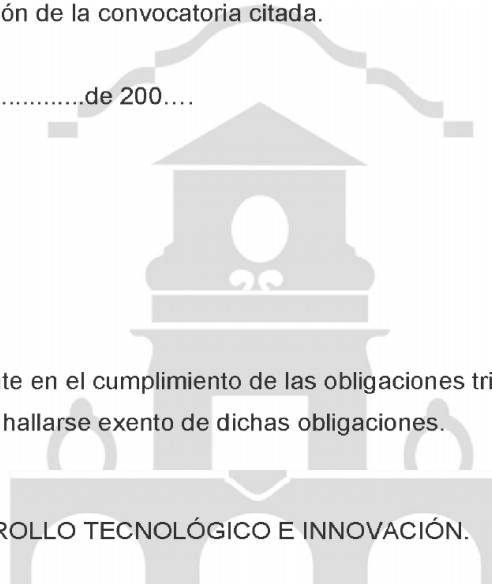 ón de la convocatoria citada.
.............de 200….
te en el cumplimiento de las obligaciones tri
hallarse exento de dichas obligaciones.
ROLLO TECNOLÓGICO E INNOVACIÓN.